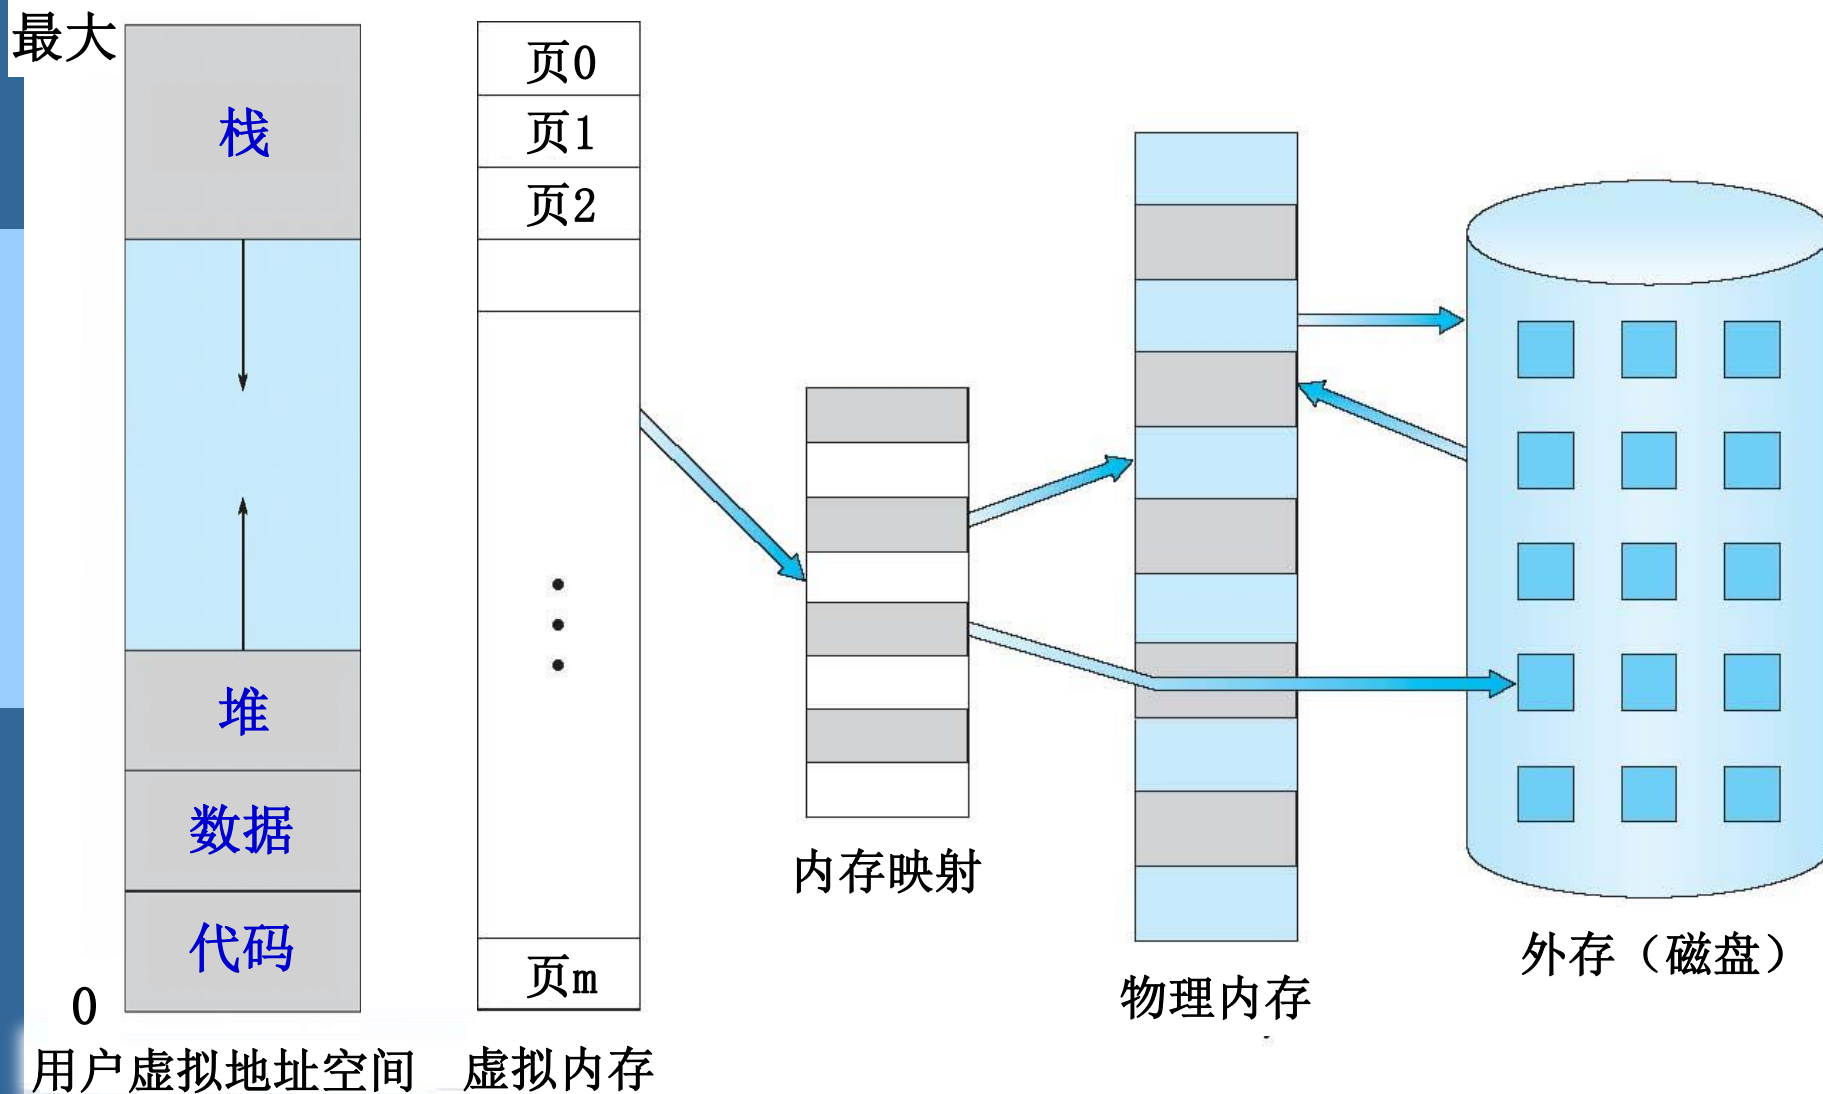 最大
栈
堆
数据
代码
0
用户虚拟地址空间
页0
页1
页2
页m
虚拟内存
内存映射
物理内存
外存（磁盘）